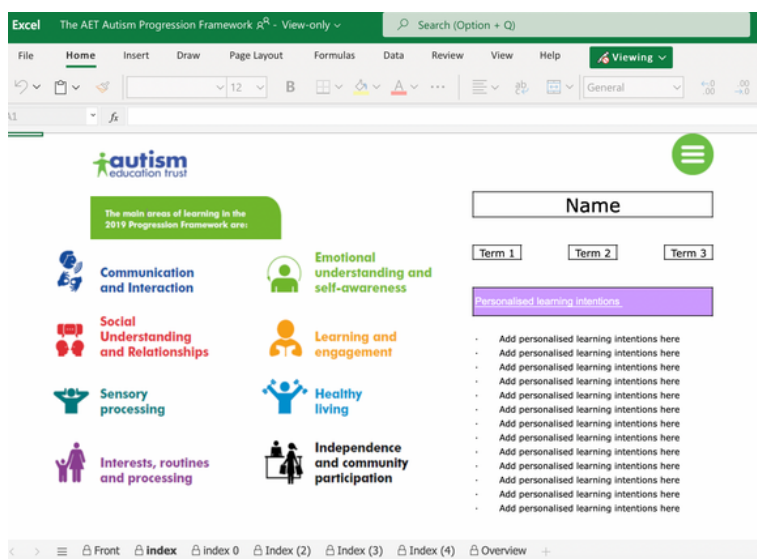 Excel The AET Autism Progression Framework - View-only Search (Option + Q)
File Home Insert Draw Page Layout Formulas Data Review View Help Viewing
12 B A ... ab General .00 .00
A1 fx
autism
education trust
The main areas of learning in the
2019 Progression Framework are:
Communication
and Interaction
Social
Understanding
and Relationships
Sensory
processing
Interests, routines
and processing
Emotional
understanding and
self-awareness
Learning and
engagement
Healthy
living
Independence
and community
participation
Name
Term 1 Term 2 Term 3
Personalised learning intentions
· Add personalised learning intentions here
· Add personalised learning intentions here
· Add personalised learning intentions here
· Add personalised learning intentions here
· Add personalised learning intentions here
· Add personalised learning intentions here
· Add personalised learning intentions here
· Add personalised learning intentions here
· Add personalised learning intentions here
· Add personalised learning intentions here
· Add personalised learning intentions here
· Add personalised learning intentions here
· Add personalised learning intentions here
Front index index 0 Index (2) Index (3) Index (4) Overview